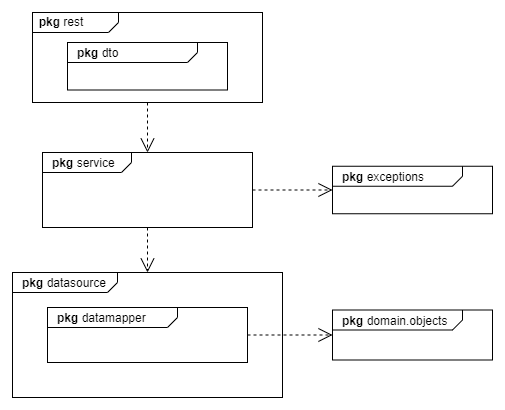 pkg rest
pkg dto
pkg service
pkg exceptions
pkg datasource
pkg datamapper
pkg domain.objects